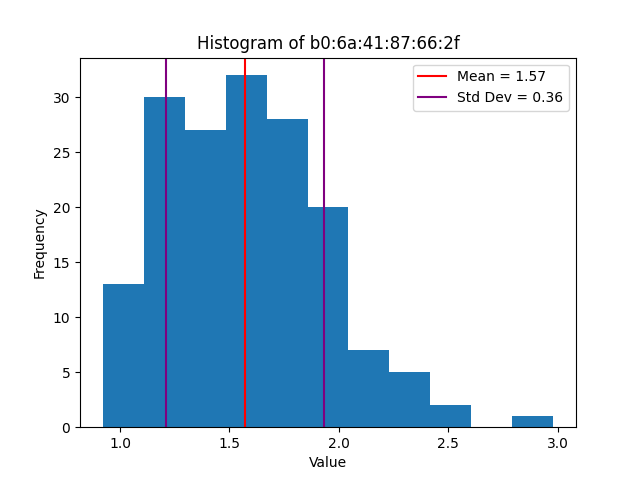 Histogram of b0:6a:41:87:66:2f
Mean = 1.57
Std Dev = 0.36
Frequency
30
25
20
15
10
5
0
1.0 1.5 2.0 2.5 3.0
Value